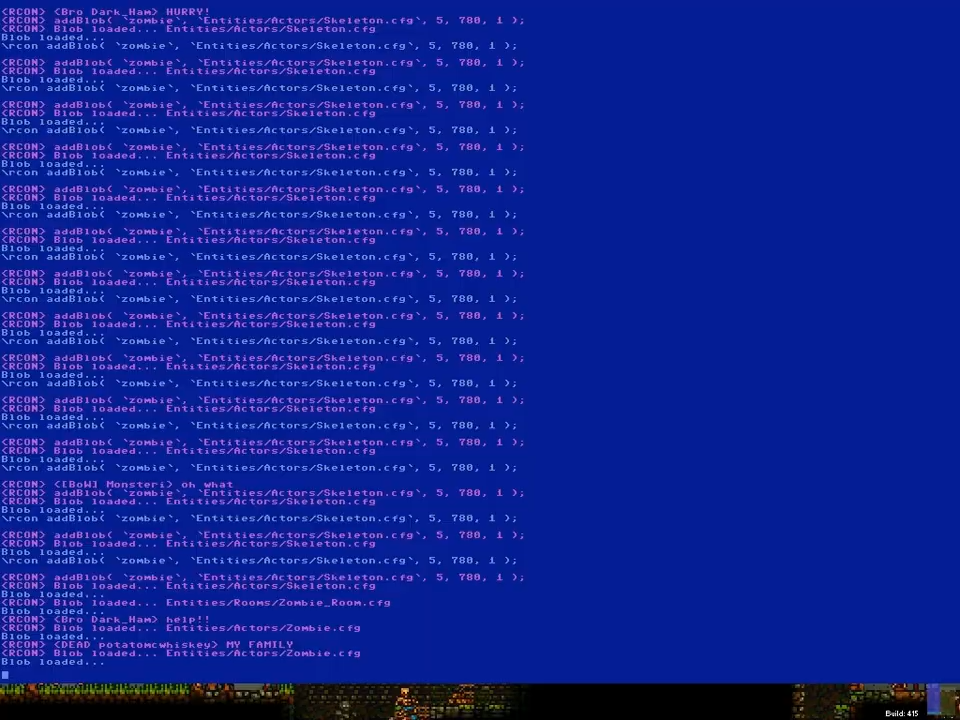 <RCON> <Bro Dark_Ham> HURRY!
<RCON> addBlob( `zombie`, `Entities/Actors/Skeleton.cfg`, 5, 780, 1 );
<RCON> Blob loaded... Entities/Actors/Skeleton.cfg
Blob loaded...
\rcon addBlob( `zombie`, `Entities/Actors/Skeleton.cfg`, 5, 780, 1 );
<RCON> addBlob( `zombie`, `Entities/Actors/Skeleton.cfg`, 5, 780, 1 );
<RCON> Blob loaded... Entities/Actors/Skeleton.cfg
Blob loaded...
\rcon addBlob( `zombie`, `Entities/Actors/Skeleton.cfg`, 5, 780, 1 );
<RCON> addBlob( `zombie`, `Entities/Actors/Skeleton.cfg`, 5, 780, 1 );
<RCON> Blob loaded... Entities/Actors/Skeleton.cfg
Blob loaded...
\rcon addBlob( `zombie`, `Entities/Actors/Skeleton.cfg`, 5, 780, 1 );
<RCON> addBlob( `zombie`, `Entities/Actors/Skeleton.cfg`, 5, 780, 1 );
<RCON> Blob loaded... Entities/Actors/Skeleton.cfg
Blob loaded...
\rcon addBlob( `zombie`, `Entities/Actors/Skeleton.cfg`, 5, 780, 1 );
<RCON> addBlob( `zombie`, `Entities/Actors/Skeleton.cfg`, 5, 780, 1 );
<RCON> Blob loaded... Entities/Actors/Skeleton.cfg
Blob loaded...
\rcon addBlob( `zombie`, `Entities/Actors/Skeleton.cfg`, 5, 780, 1 );
<RCON> addBlob( `zombie`, `Entities/Actors/Skeleton.cfg`, 5, 780, 1 );
<RCON> Blob loaded... Entities/Actors/Skeleton.cfg
Blob loaded...
\rcon addBlob( `zombie`, `Entities/Actors/Skeleton.cfg`, 5, 780, 1 );
<RCON> addBlob( `zombie`, `Entities/Actors/Skeleton.cfg`, 5, 780, 1 );
<RCON> Blob loaded... Entities/Actors/Skeleton.cfg
Blob loaded...
\rcon addBlob( `zombie`, `Entities/Actors/Skeleton.cfg`, 5, 780, 1 );
<RCON> addBlob( `zombie`, `Entities/Actors/Skeleton.cfg`, 5, 780, 1 );
<RCON> Blob loaded... Entities/Actors/Skeleton.cfg
Blob loaded...
\rcon addBlob( `zombie`, `Entities/Actors/Skeleton.cfg`, 5, 780, 1 );
<RCON> addBlob( `zombie`, `Entities/Actors/Skeleton.cfg`, 5, 780, 1 );
<RCON> Blob loaded... Entities/Actors/Skeleton.cfg
Blob loaded...
\rcon addBlob( `zombie`, `Entities/Actors/Skeleton.cfg`, 5, 780, 1 );
<RCON> addBlob( `zombie`, `Entities/Actors/Skeleton.cfg`, 5, 780, 1 );
<RCON> Blob loaded... Entities/Actors/Skeleton.cfg
Blob loaded...
\rcon addBlob( `zombie`, `Entities/Actors/Skeleton.cfg`, 5, 780, 1 );
<RCON> addBlob( `zombie`, `Entities/Actors/Skeleton.cfg`, 5, 780, 1 );
<RCON> Blob loaded... Entities/Actors/Skeleton.cfg
Blob loaded...
\rcon addBlob( `zombie`, `Entities/Actors/Skeleton.cfg`, 5, 780, 1 );
<RCON> <[BoW] Monsteri> oh what
<RCON> addBlob( `zombie`, `Entities/Actors/Skeleton.cfg`, 5, 780, 1 );
<RCON> Blob loaded... Entities/Actors/Skeleton.cfg
Blob loaded...
\rcon addBlob( `zombie`, `Entities/Actors/Skeleton.cfg`, 5, 780, 1 );
<RCON> addBlob( `zombie`, `Entities/Actors/Skeleton.cfg`, 5, 780, 1 );
<RCON> Blob loaded... Entities/Actors/Skeleton.cfg
Blob loaded...
\rcon addBlob( `zombie`, `Entities/Actors/Skeleton.cfg`, 5, 780, 1 );
<RCON> addBlob( `zombie`, `Entities/Actors/Skeleton.cfg`, 5, 780, 1 );
<RCON> Blob loaded... Entities/Actors/Skeleton.cfg
Blob loaded...
<RCON> Blob loaded... Entities/Rooms/Zombie_Room.cfg
Blob loaded...
<RCON> <Bro Dark_Ham> help!!
<RCON> Blob loaded... Entities/Actors/Zombie.cfg
Blob loaded...
<RCON> <DEAD potatomcwhiskey> MY FAMILY
<RCON> Blob loaded... Entities/Actors/Zombie.cfg
Blob loaded...
Build: 415